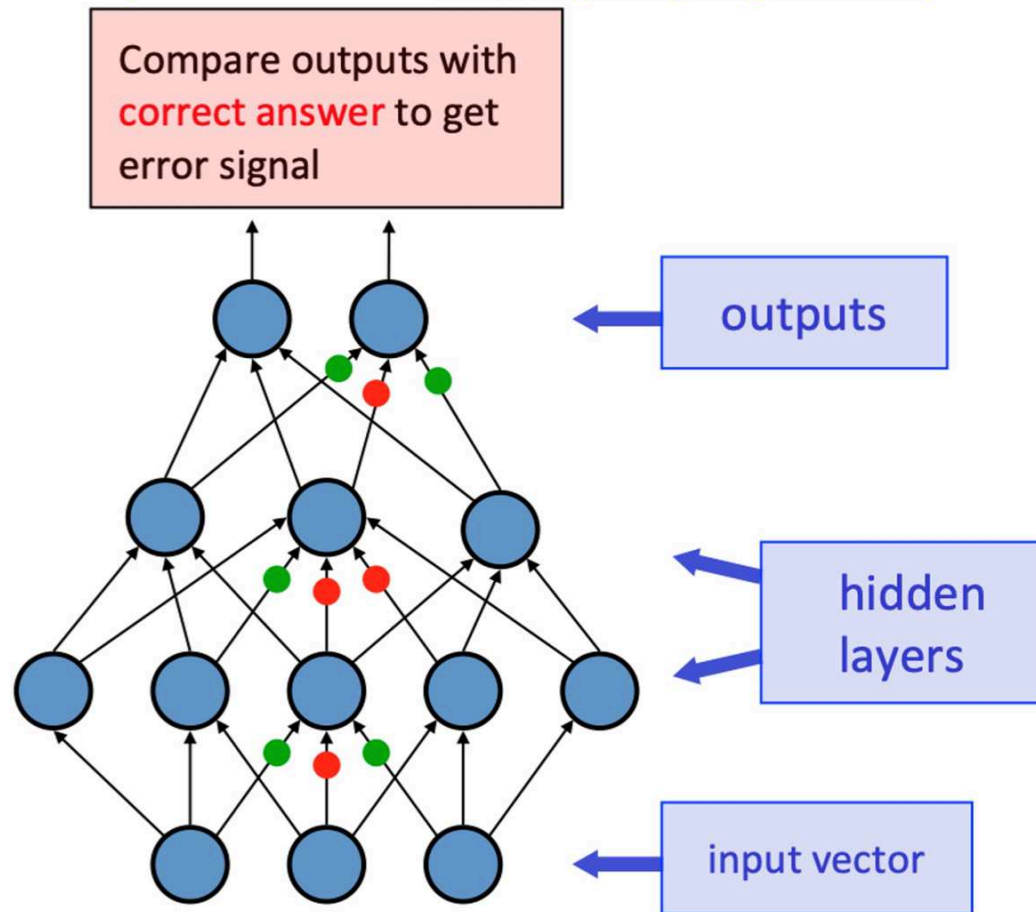 Compare outputs with
correct answer to get
error signal
outputs
hidden
layers
input vector